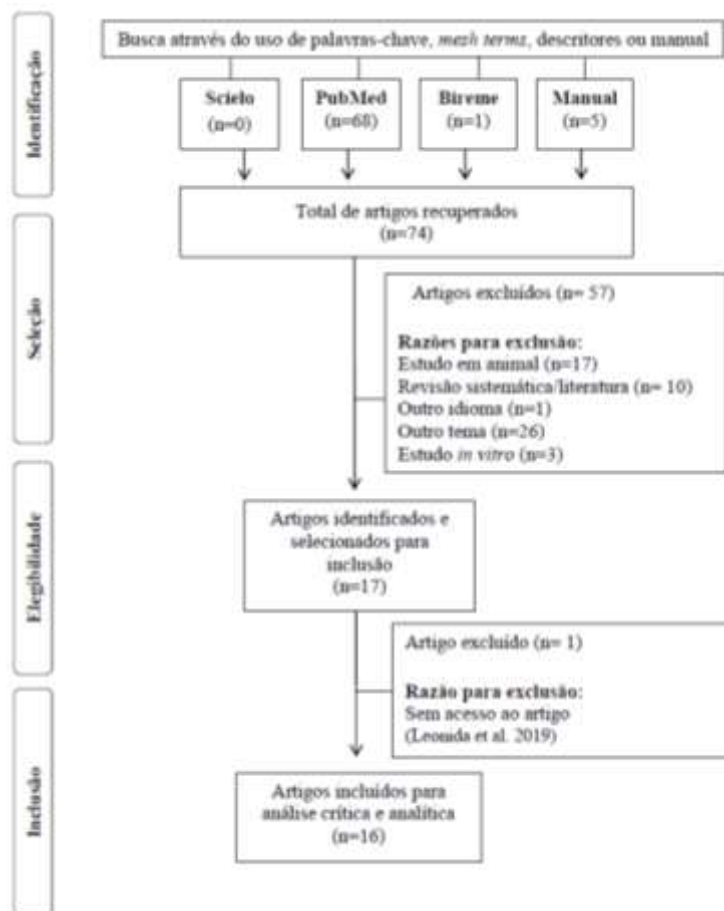 Identificação
Busca através do uso de palavras-chave, mesh terms, descritores ou manual
Scielo
(n=0)
PubMed
(n=68)
Bireme
(n=1)
Manual
(n=5)
Total de artigos recuperados
(n=74)
Seleção
Artigos excluídos (n= 57)
Razões para exclusão:
Estudo em animal (n=17)
Revisão sistemática/literatura (n= 10)
Outro idioma (n=1)
Outro tema (n=26)
Estudo in vitro (n=3)
Elegibilidade
Artigos identificados e
selecionados para
inclusão
(n=17)
Artigo excluído (n= 1)
Razão para exclusão:
Sem acesso ao artigo
(Leonida et al. 2019)
Inclusão
Artigos incluídos para
análise crítica e analítica
(n=16)